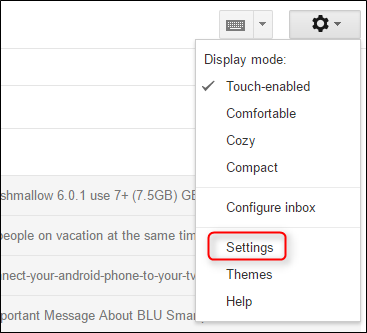 Display mode:
Touch-enabled
Comfortable
Cozy
Compact
Configure inbox
Settings
Themes
Help
shmallow 6.0.1 use 7+ (7.5GB) GB
people on vacation at the same tim
nnect-your-android-phone-to-your-tv
portant Message About BLU Smar